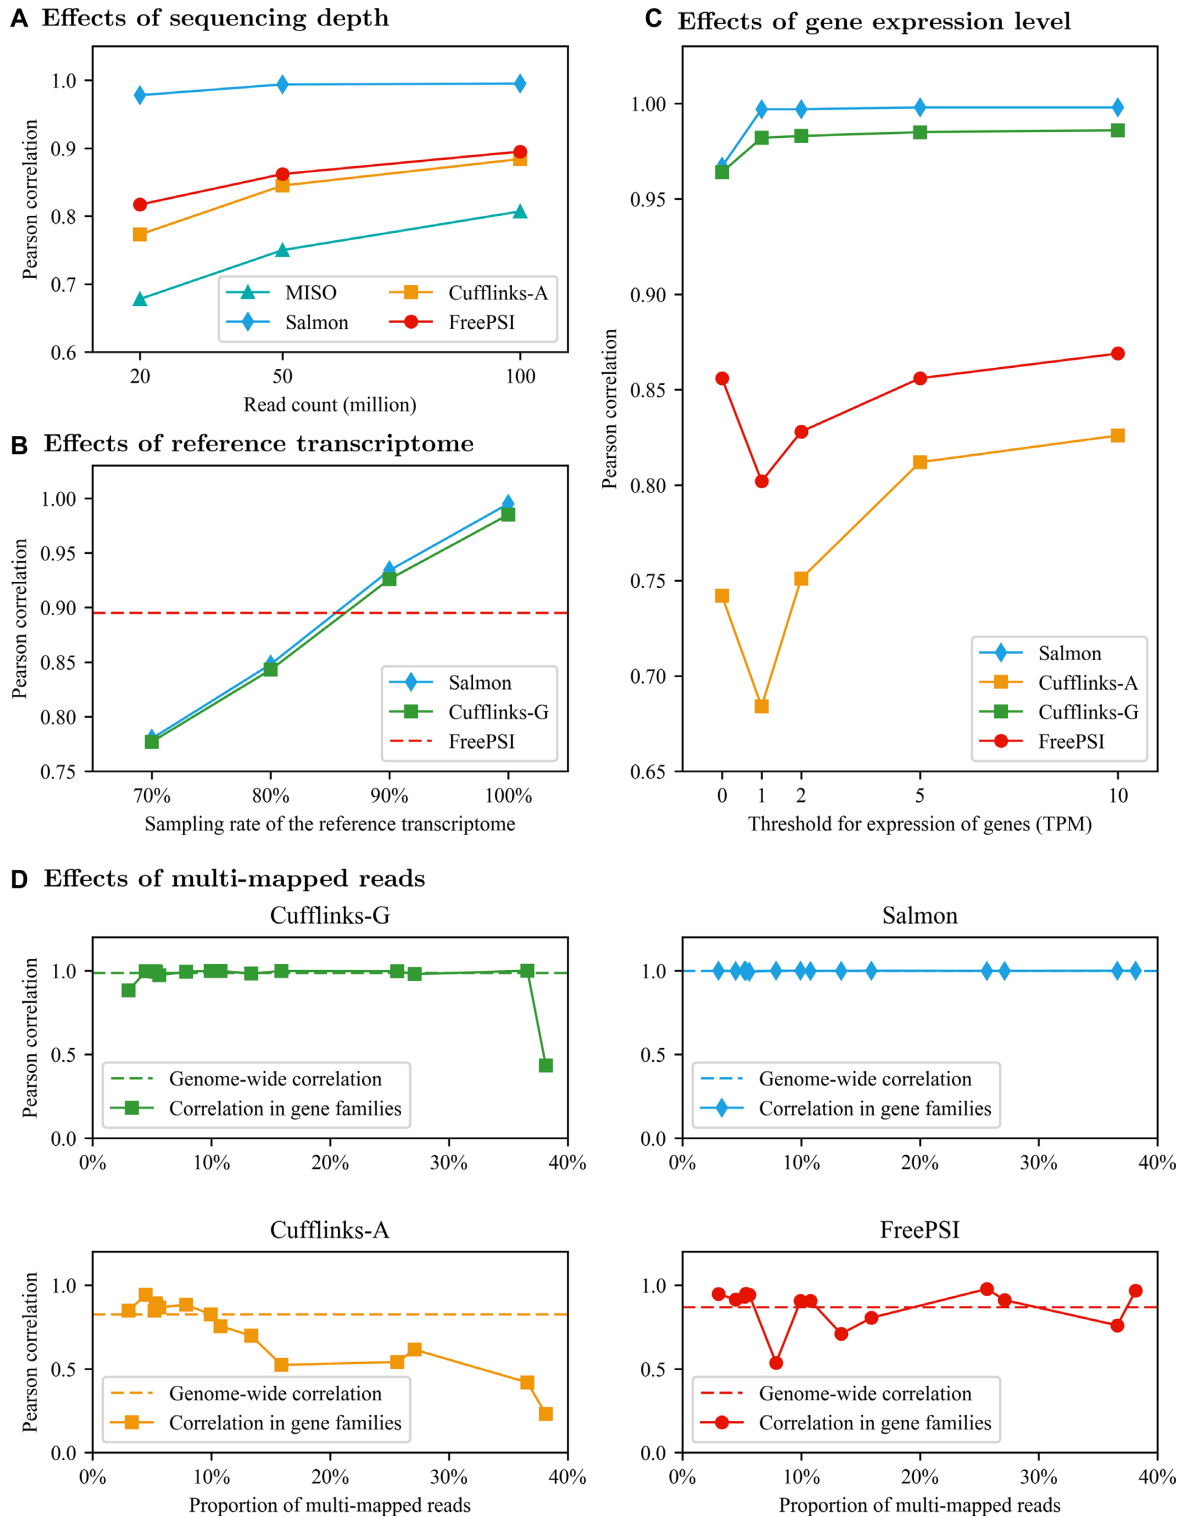 A Effects of sequencing depth
1.0
0.9
0.8
0.7
0.6
Pearson correlation
MISO
Salmon
Cufflinks-A
FreePSI
20 50 100
Read count (million)
B Effects of reference transcriptome
1.00
0.95
0.90
0.85
0.80
0.75
Pearson correlation
Salmon
Cufflinks-G
FreePSI
70% 80% 90% 100%
Sampling rate of the reference transcriptome
C Effects of gene expression level
1.00
0.95
0.90
0.85
0.80
0.75
0.70
0.65
Pearson correlation
Salmon
Cufflinks-A
Cufflinks-G
FreePSI
0 1 2 5 10
Threshold for expression of genes (TPM)
D Effects of multi-mapped reads
Cufflinks-G
1.0
0.5
0.0
Pearson correlation
Genome-wide correlation
Correlation in gene families
0% 10% 20% 30% 40%
Salmon
1.0
0.5
0.0
Genome-wide correlation
Correlation in gene families
0% 10% 20% 30% 40%
Cufflinks-A
1.0
0.5
0.0
Pearson correlation
Genome-wide correlation
Correlation in gene families
0% 10% 20% 30% 40%
Proportion of multi-mapped reads
FreePSI
1.0
0.5
0.0
Genome-wide correlation
Correlation in gene families
0% 10% 20% 30% 40%
Proportion of multi-mapped reads